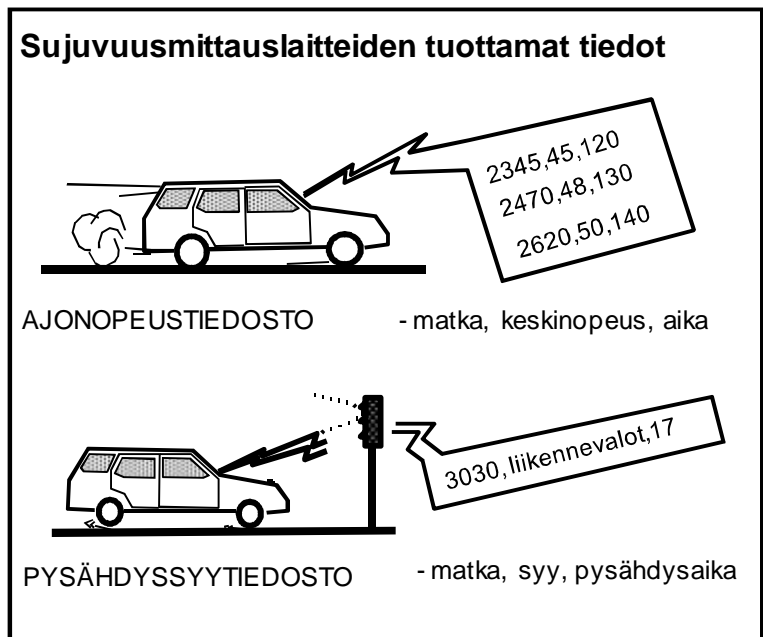 Sujuvuusmittauslaitteiden tuottamat tiedot
2345,45,120
2470,48,130
2620,50,140
AJONOPEUSTIEDOSTO - matka, keskinopeus, aika
3030, liikennevalot,17
PYSÄHDYSSYYTIEDOSTO - matka, syy, pysähdysaika